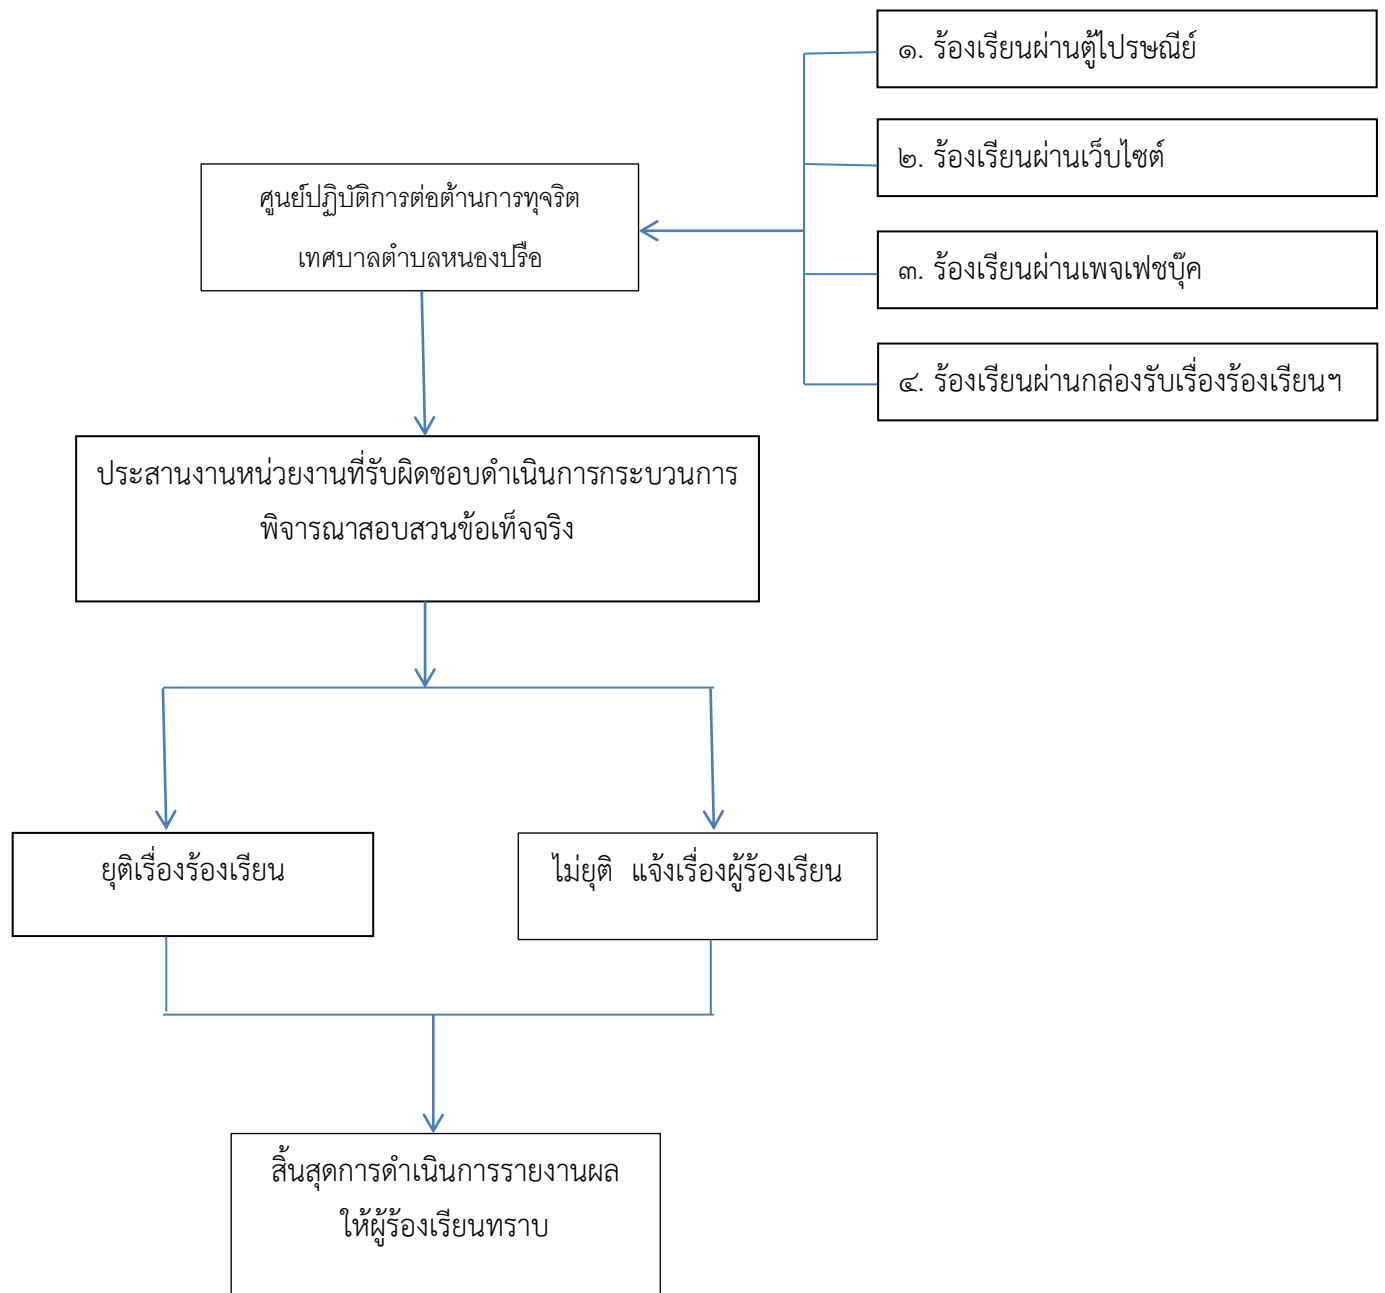 ๑. ร้องเรียนผ่านตู้ไปรษณีย์
๒. ร้องเรียนผ่านเว็บไซต์
ศูนย์ปฏิบัติการต่อต้านการทุจริต
เทศบาลตำบลหนองปรือ
๓. ร้องเรียนผ่านเพจเฟชบุ๊ค
๔. ร้องเรียนผ่านกล่องรับเรื่องร้องเรียนฯ
ประสานงานหน่วยงานที่รับผิดชอบดำเนินการกระบวนการ
พิจารณาสอบสวนข้อเท็จจริง
ยุติเรื่องร้องเรียน
ไม่ยุติ แจ้งเรื่องผู้ร้องเรียน
สิ้นสุดการดำเนินการรายงานผล
ให้ผู้ร้องเรียนทราบ